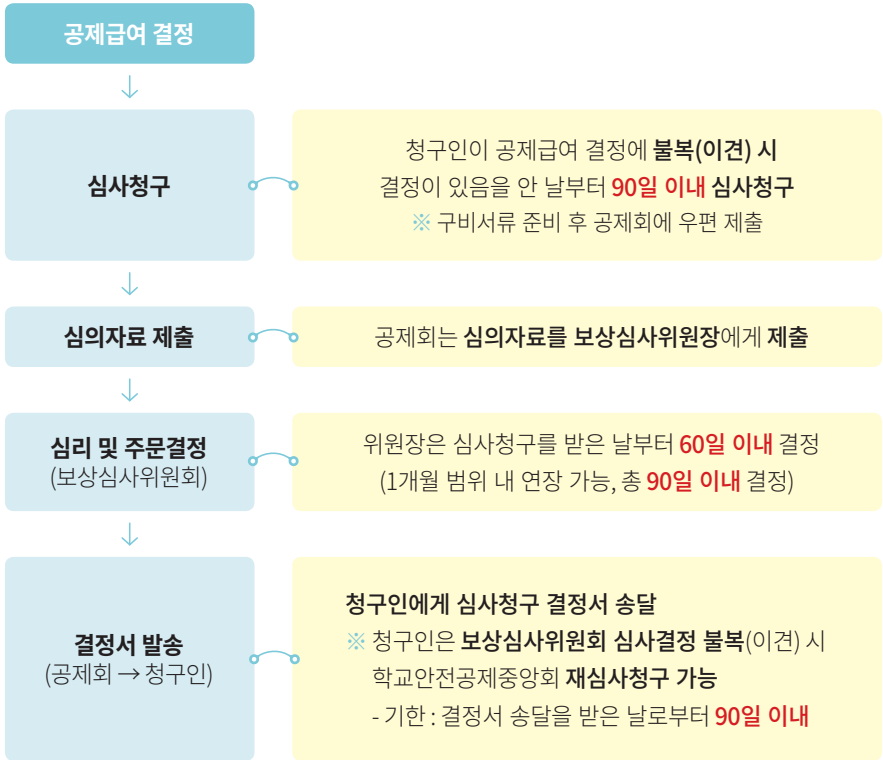 공제급여 결정
심사청구
청구인이 공제급여 결정에 불복(이견) 시
결정이 있음을 안 날부터 90일 이내 심사청구
※ 구비서류 준비 후 공제회에 우편 제출
심의자료 제출
공제회는 심의자료를 보상심사위원장에게 제출
심리 및 주문결정
(보상심사위원회)
위원장은 심사청구를 받은 날부터 60일 이내 결정
(1개월 범위 내 연장 가능, 총 90일 이내 결정)
결정서 발송
(공제회 → 청구인)
청구인에게 심사청구 결정서 송달
※ 청구인은 보상심사위원회 심사결정 불복(이견) 시
학교안전공제중앙회 재심사청구 가능
- 기한 : 결정서 송달을 받은 날로부터 90일 이내